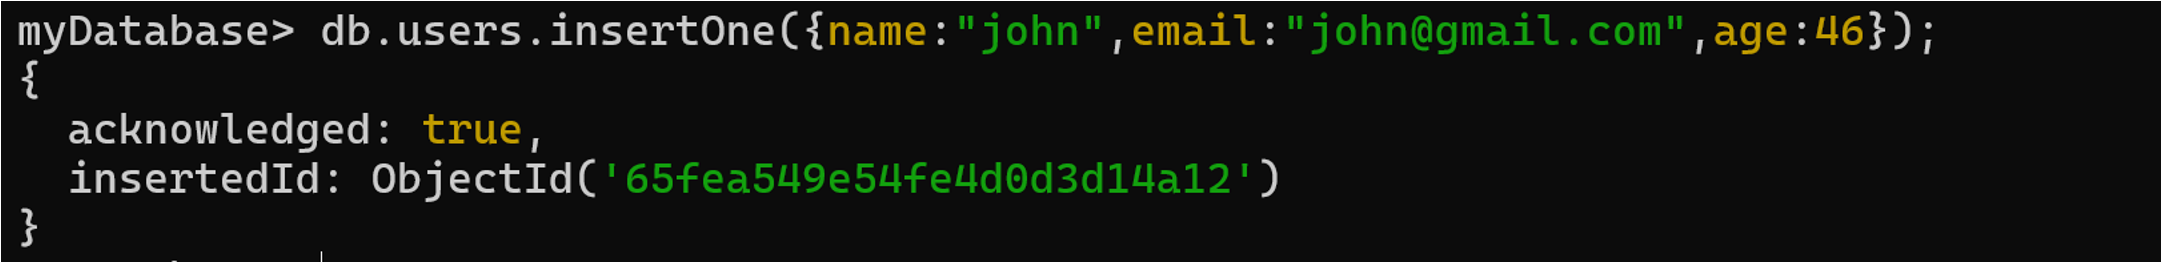 myDatabase> db.users.insertOne({name:"john",email:"john@gmail.com",age:46});
{
  acknowledged: true,
  insertedId: ObjectId('65fea549e54fe4d0d3d14a12')
}